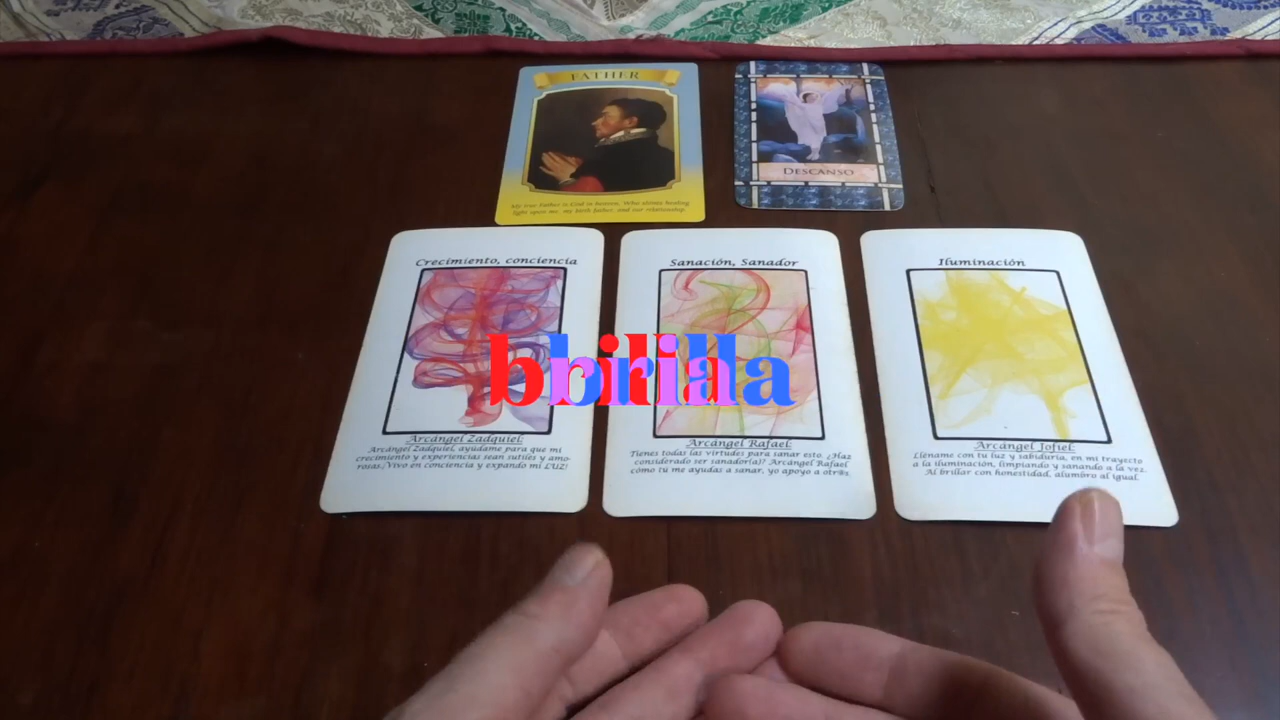 FATHER
My true Father is God in heaven, Who shines healing
light upon me, my birth father, and our relationship.
DESCANSO
Crecimiento, conciencia
Arcángel Zadquiel:
Arcángel Zadquiel, ayúdame para que mi
crecimiento y experiencias sean sutiles y amo-
rosas, Vivo en conciencia y expando mi LUZ!
Sanación, Sanador
Arcángel Rafael:
Tienes todas las virtudes para sanar esto. ¿Haz
considerado ser sanador(a)? Arcángel Rafael
cómo tú me ayudas a sanar, yo apoyo a otr@s.
Iluminación
Arcángel Jofiel:
Lléname con tu luz y sabiduría, en mi trayecto
a la iluminación, limpiando y sanando a la vez.
Al brillar con honestidad, alumbro al igual.